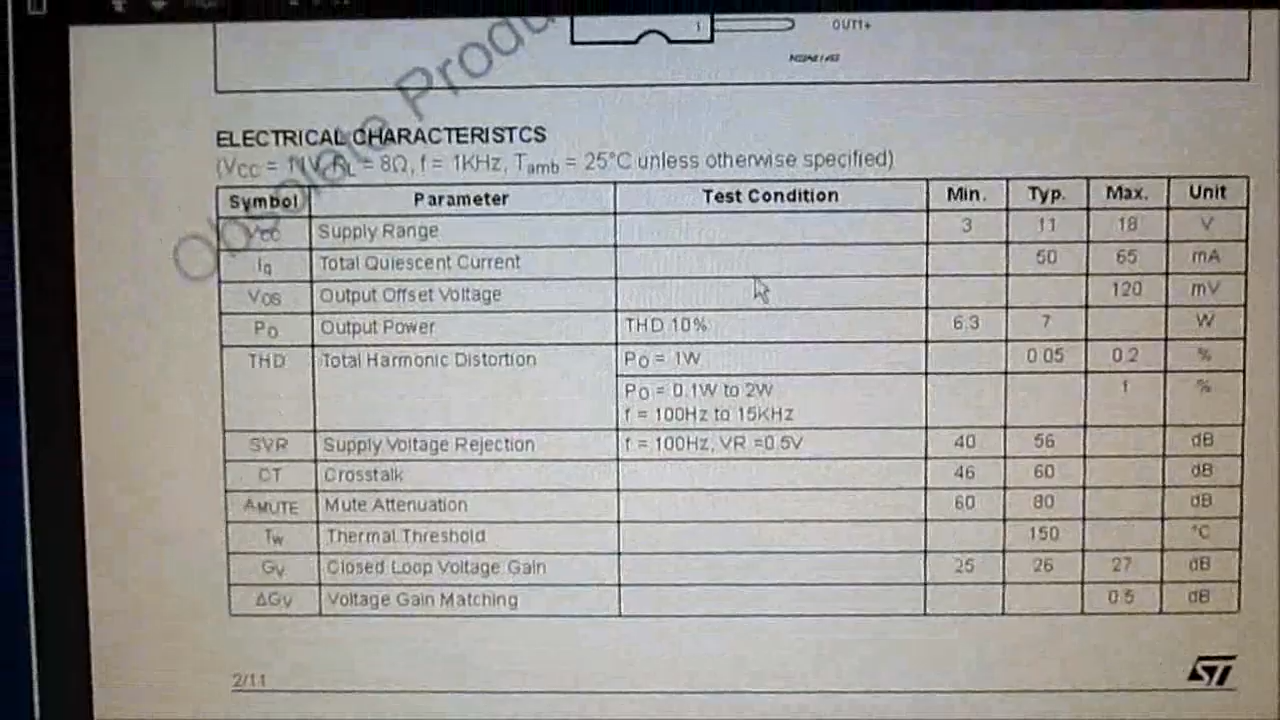 1
OUT1+
Obsolete Produ
ELECTRICAL CHARACTERISTCS
(VCC = 11V, RL = 8Ω, f = 1KHz, Tamb = 25°C unless otherwise specified)
Symbol Parameter Test Condition Min. Typ. Max. Unit
VCC Supply Range 3 11 18 V
Iq Total Quiescent Current 50 65 mA
VOS Output Offset Voltage 120 mV
PO Output Power THD 10% 6.3 7 W
THD Total Harmonic Distortion PO = 1W 0.05 0.2 %
PO = 0.1W to 2W
f = 100Hz to 15KHz 1 %
SVR Supply Voltage Rejection f = 100Hz, VR =0.5V 40 56 dB
CT Crosstalk 46 60 dB
AMUTE Mute Attenuation 60 80 dB
Tw Thermal Threshold 150 °C
GV Closed Loop Voltage Gain 25 26 27 dB
ΔGV Voltage Gain Matching 0.5 dB
2/11
ST